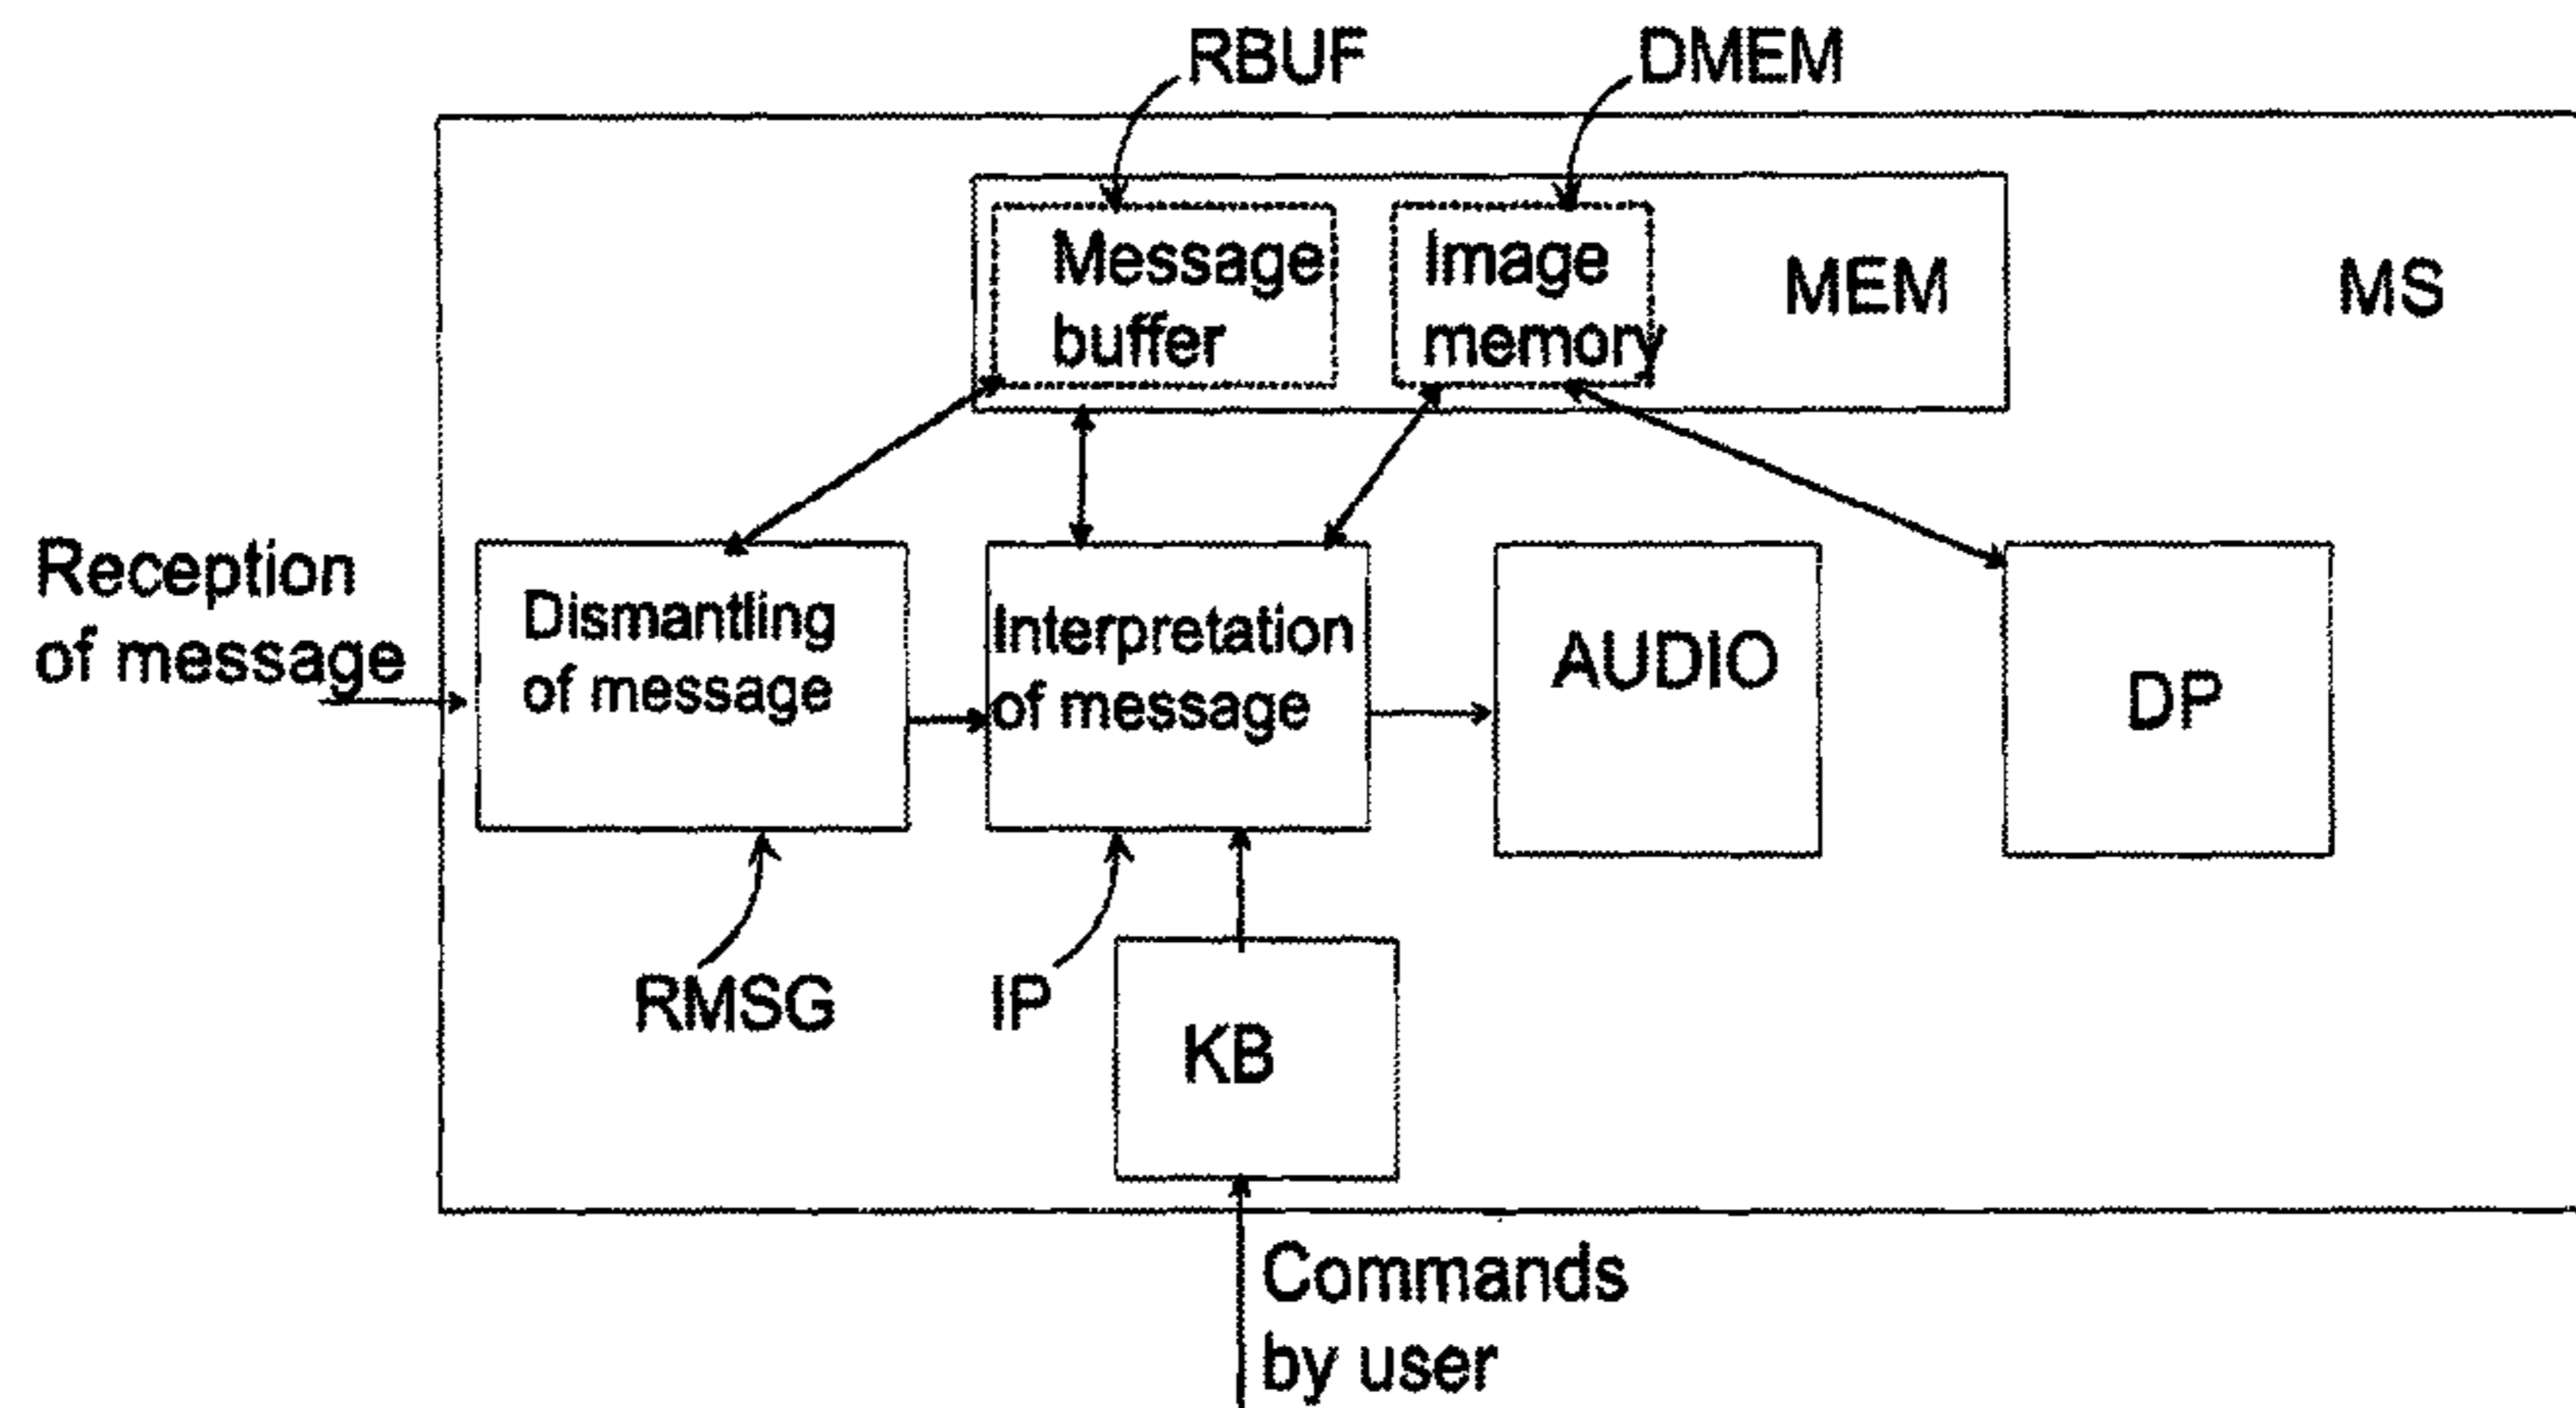 RBUF
DMEM
Message
buffer
Image
memory
MEM
MS
Reception
of message
Dismantling
of message
Interpretation
of message
AUDIO
DP
RMSG
IP
KB
Commands
by user